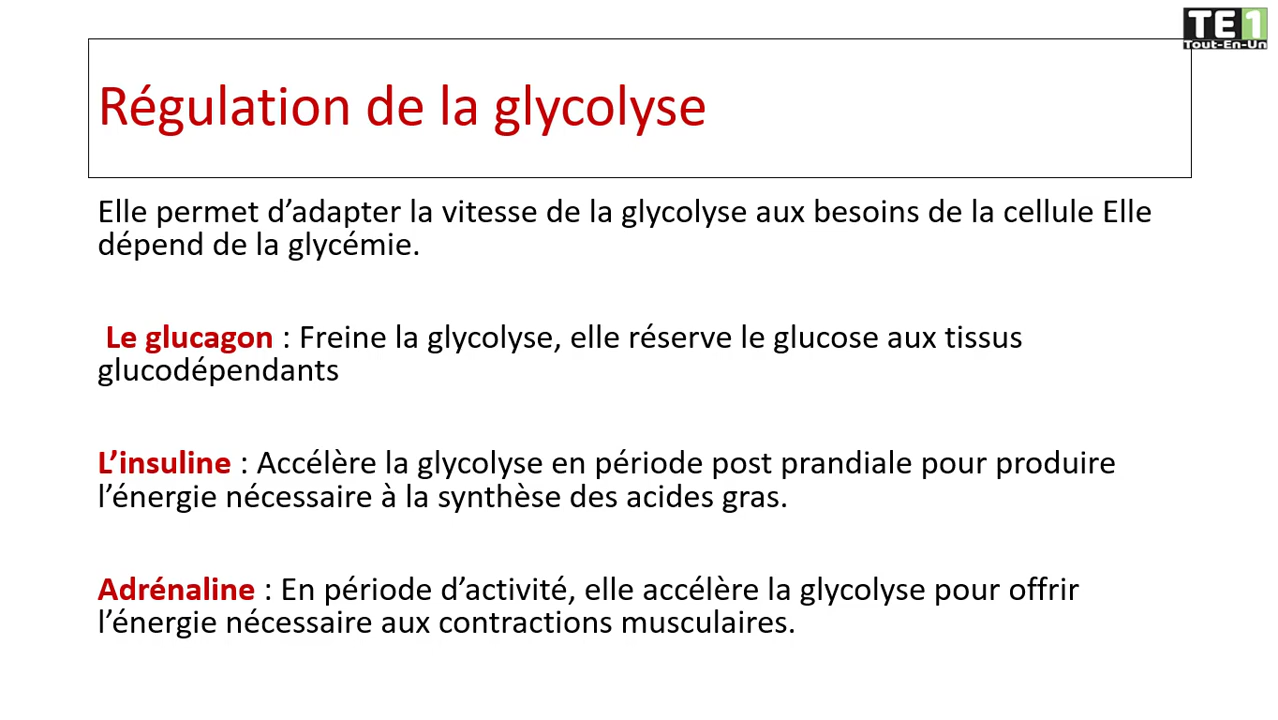 TE1
Tout-En-Un
Régulation de la glycolyse
Elle permet d’adapter la vitesse de la glycolyse aux besoins de la cellule Elle
dépend de la glycémie.
Le glucagon : Freine la glycolyse, elle réserve le glucose aux tissus
glucodépendants
L’insuline : Accélère la glycolyse en période post prandiale pour produire
l’énergie nécessaire à la synthèse des acides gras.
Adrénaline : En période d’activité, elle accélère la glycolyse pour offrir
l’énergie nécessaire aux contractions musculaires.